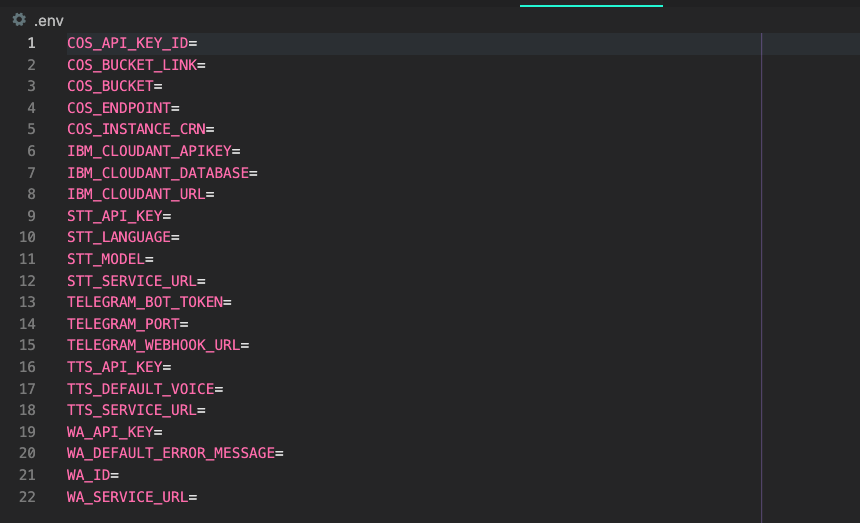 .env
1 COS_API_KEY_ID=
2 COS_BUCKET_LINK=
3 COS_BUCKET=
4 COS_ENDPOINT=
5 COS_INSTANCE_CRN=
6 IBM_CLOUDANT_APIKEY=
7 IBM_CLOUDANT_DATABASE=
8 IBM_CLOUDANT_URL=
9 STT_API_KEY=
10 STT_LANGUAGE=
11 STT_MODEL=
12 STT_SERVICE_URL=
13 TELEGRAM_BOT_TOKEN=
14 TELEGRAM_PORT=
15 TELEGRAM_WEBHOOK_URL=
16 TTS_API_KEY=
17 TTS_DEFAULT_VOICE=
18 TTS_SERVICE_URL=
19 WA_API_KEY=
20 WA_DEFAULT_ERROR_MESSAGE=
21 WA_ID=
22 WA_SERVICE_URL=